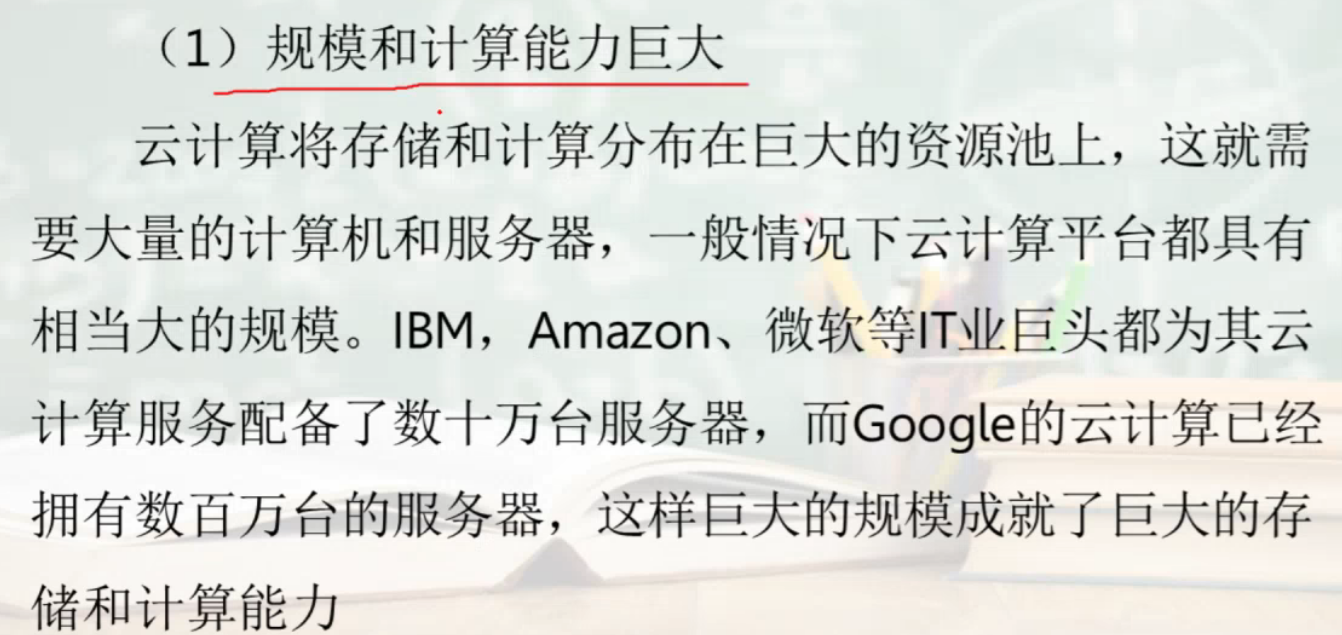 （1）规模和计算能力巨大
云计算将存储和计算分布在巨大的资源池上，这就需
要大量的计算机和服务器，一般情况下云计算平台都具有
相当大的规模。IBM，Amazon、微软等IT业巨头都为其云
计算服务配备了数十万台服务器，而Google的云计算已经
拥有数百万台的服务器，这样巨大的规模成就了巨大的存
储和计算能力